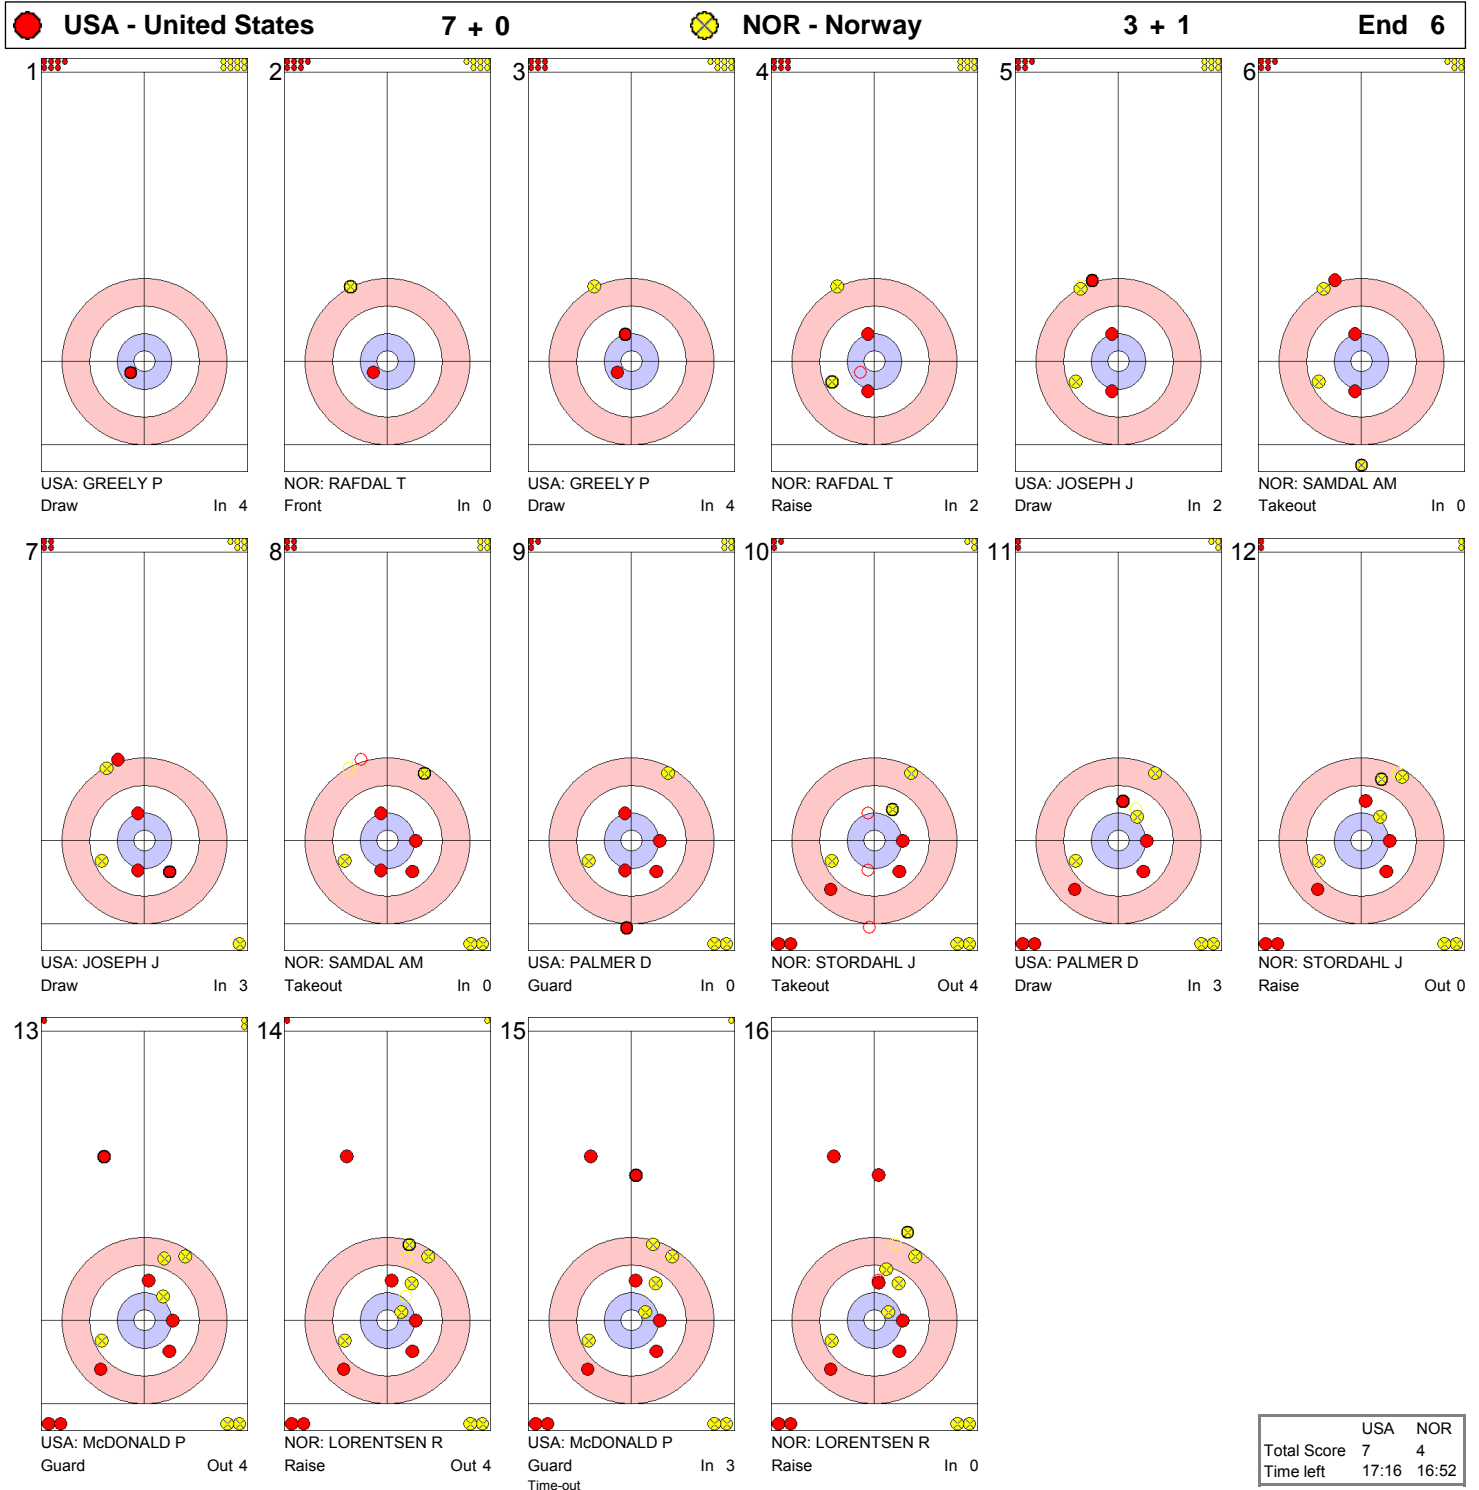 USA - United States 7 + 0 NOR - Norway 3 + 1 End 6
1 2 3 4 5 6
USA: GREELY P NOR: RAFDAL T USA: GREELY P NOR: RAFDAL T USA: JOSEPH J NOR: SAMDAL AM
Draw In 4 Front In 0 Draw In 4 Raise In 2 Draw In 2 Takeout In 0
7 8 9 10 11 12
USA: JOSEPH J NOR: SAMDAL AM USA: PALMER D NOR: STORDAHL J USA: PALMER D NOR: STORDAHL J
Draw In 3 Takeout In 0 Guard In 0 Takeout Out 4 Draw In 3 Raise Out 0
13 14 15 16
USA: McDONALD P NOR: LORENTSEN R USA: McDONALD P NOR: LORENTSEN R
Guard Out 4 Raise Out 4 Guard In 3 Raise In 0
Time-out
USA NOR
Total Score 7 4
Time left 17:16 16:52